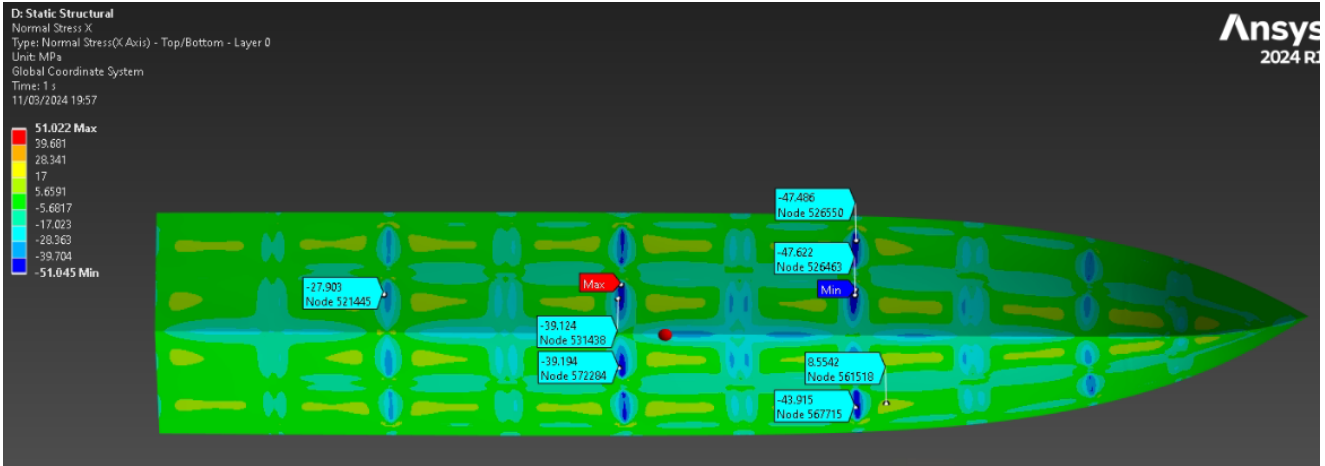 D: Static Structural
Normal Stress X
Type: Normal Stress(X Axis) - Top/Bottom - Layer 0
Unit: MPa
Global Coordinate System
Time: 1 s
11/03/2024 19:57
Ansys
2024 R1
51.022 Max
39.681
28.341
17
5.6591
-5.6817
-17.023
-28.363
-39.704
-51.045 Min
-47.486
Node 526550
-47.622
Node 526463
Max
Min
-27.903
Node 521445
-39.124
Node 531438
-39.194
Node 572284
8.5542
Node 561518
-43.915
Node 567715